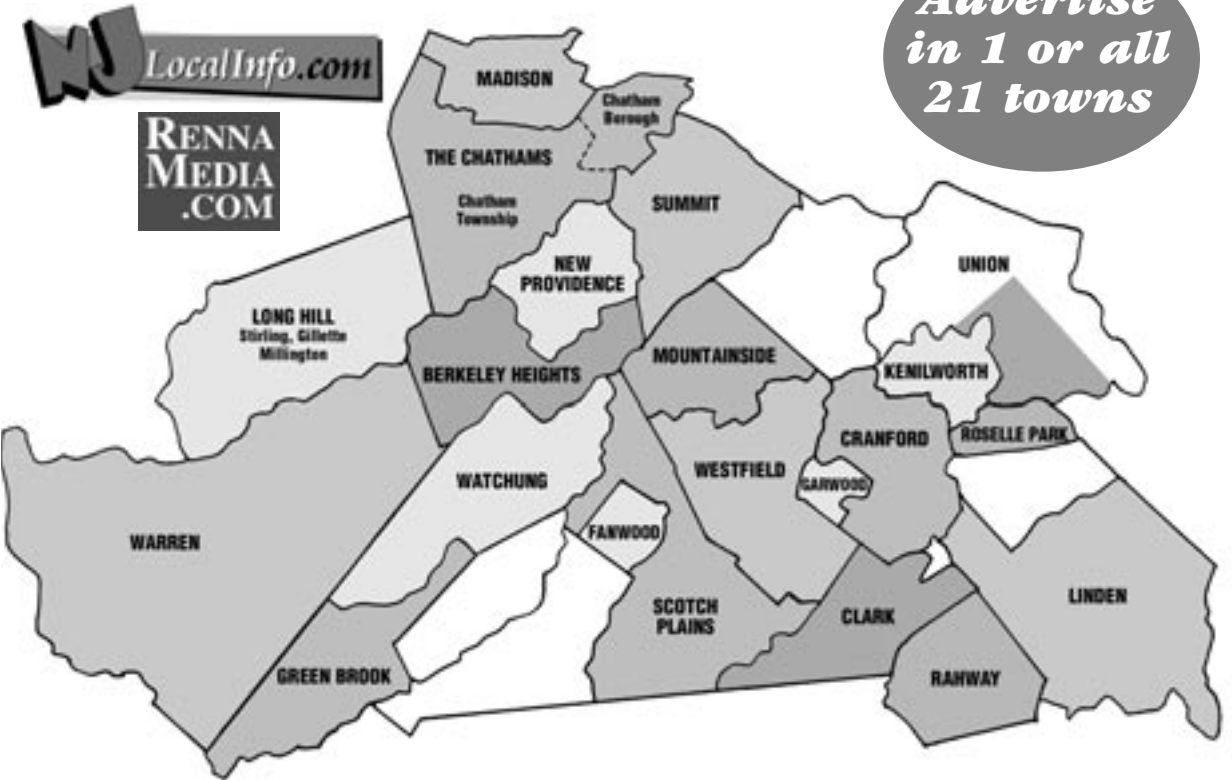 NJ
LocalInfo.com
RENNA
MEDIA
.COM
Advertise
in 1 or all
21 towns
MADISON
Chatham
Borough
THE CHATHAMS
Chatham
Township
SUMMIT
NEW
PROVIDENCE
UNION
LONG HILL
Stirling, Gillette
Millington
BERKELEY HEIGHTS
MOUNTAINSIDE
KENILWORTH
CRANFORD
ROSELLE PARK
WATCHUNG
WESTFIELD
GARWOOD
WARREN
FANWOOD
SCOTCH
PLAINS
CLARK
LINDEN
GREEN BROOK
RAHWAY